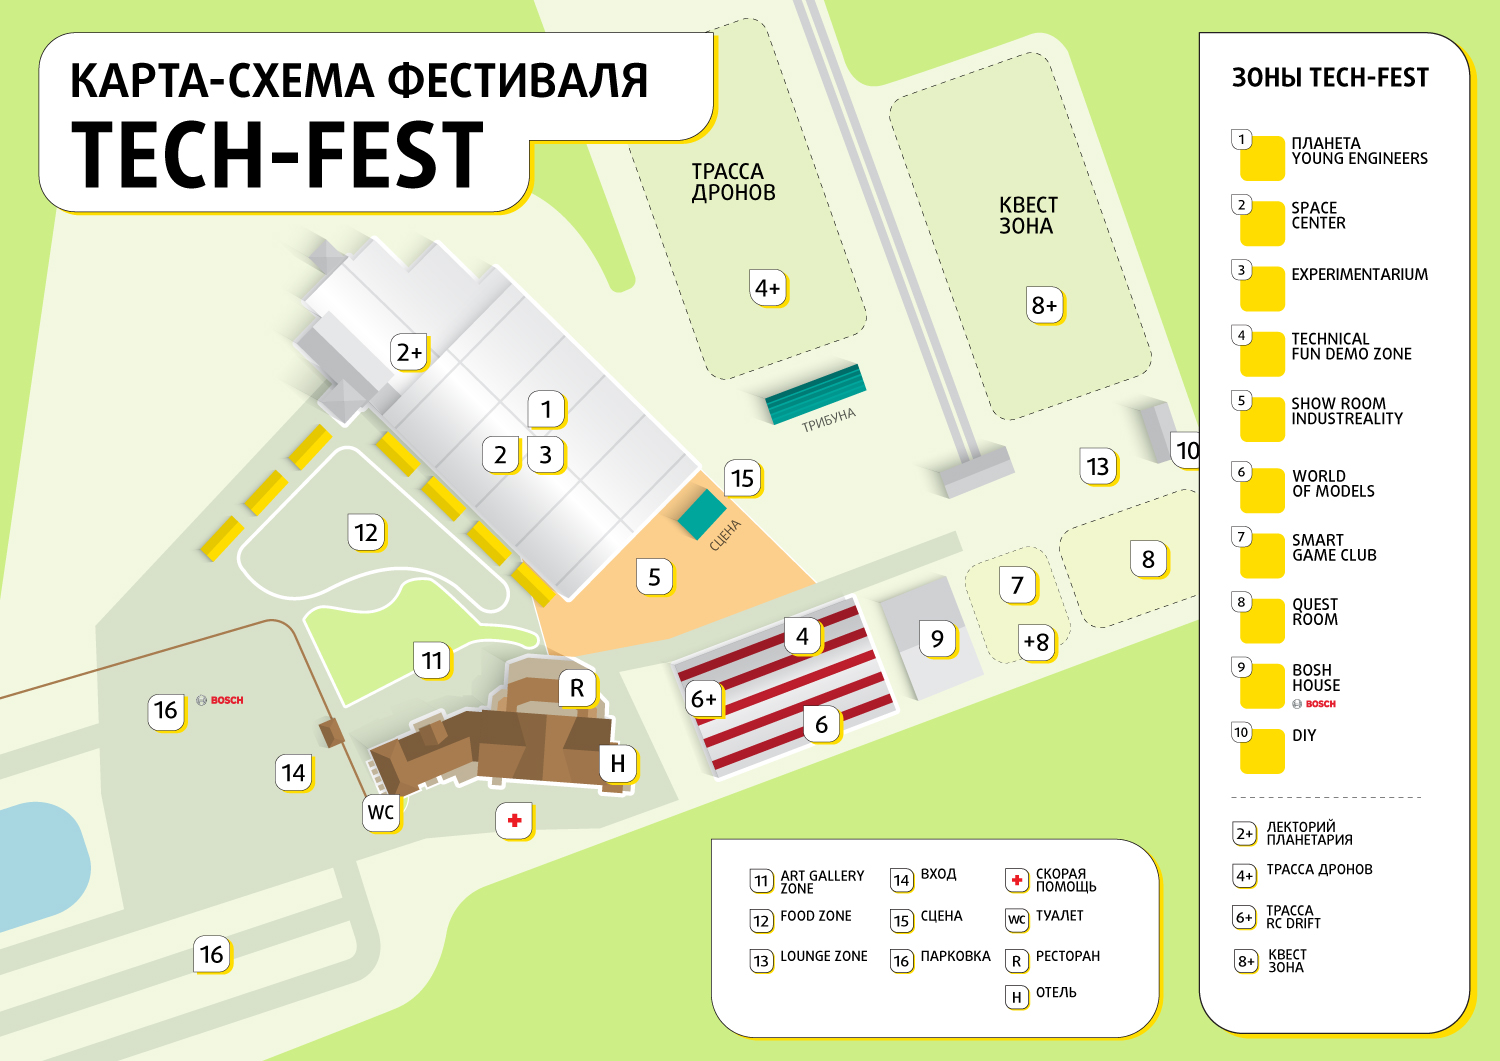 КАРТА-СХЕМА ФЕСТИВАЛЯ
TECH-FEST
ТРАССА
ДРОНОВ
4+
КВЕСТ
ЗОНА
8+
2+
1
2
3
ТРИБУНА
15
СЦЕНА
13
10
12
5
7
+8
8
4
9
6+
6
11
R
H
16
BOSCH
14
WC
16
ЗОНЫ TECH-FEST
1
ПЛАНЕТА
YOUNG ENGINEERS
2
SPACE
CENTER
3
EXPERIMENTARIUM
4
TECHNICAL
FUN DEMO ZONE
5
SHOW ROOM
INDUSTREALITY
6
WORLD
OF MODELS
7
SMART
GAME CLUB
8
QUEST
ROOM
9
BOSH
HOUSE
BOSCH
10
DIY
2+
ЛЕКТОРИЙ
ПЛАНЕТАРИЯ
4+
ТРАССА ДРОНОВ
6+
ТРАССА
RC DRIFT
8+
КВЕСТ
ЗОНА
11
ART GALLERY
ZONE
12
FOOD ZONE
13
LOUNGE ZONE
14
ВХОД
15
СЦЕНА
16
ПАРКОВКА
СКОРАЯ
ПОМОЩЬ
WC
ТУАЛЕТ
R
РЕСТОРАН
H
ОТЕЛЬ